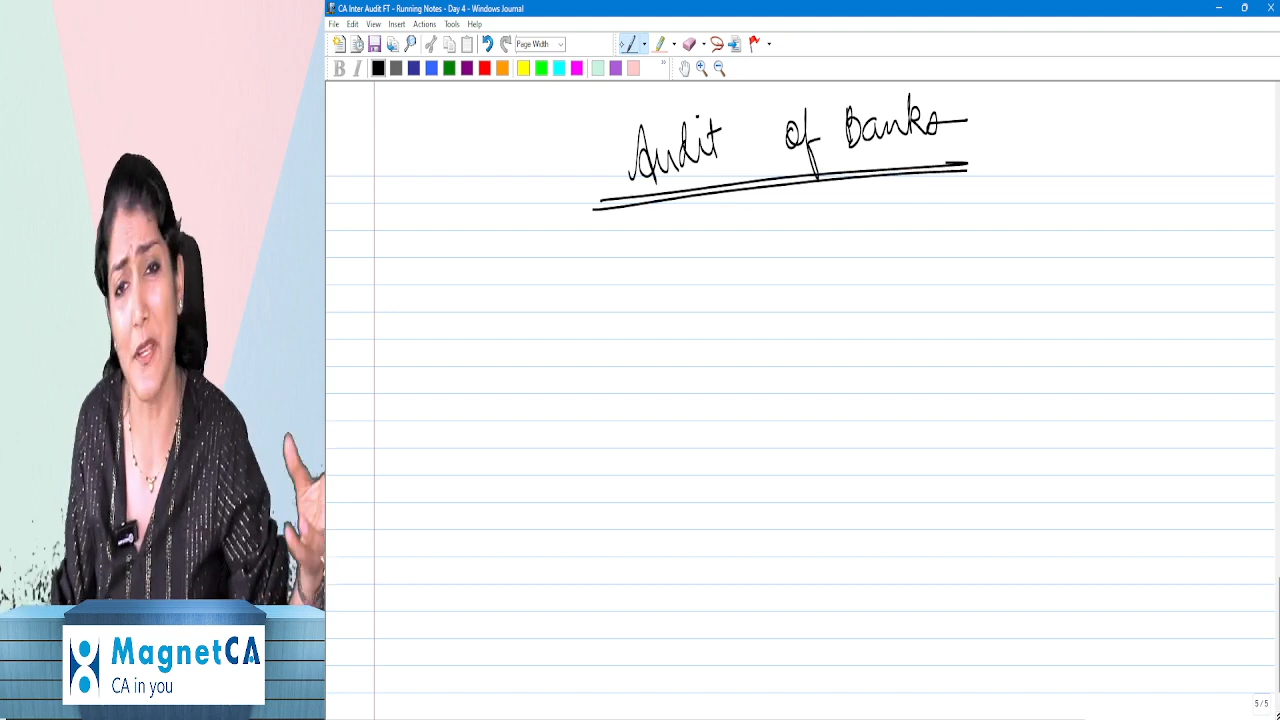 CA Inter Audit FT - Running Notes - Day 4 - Windows Journal
File Edit View Insert Actions Tools Help
Page Width
B I
Audit of Banks
MagnetCA
CA in you
5/5